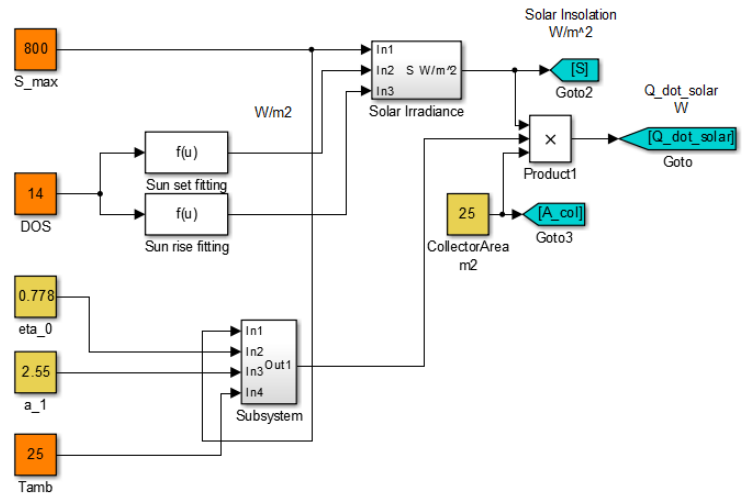 Solar Insolation
W/m^2
800
S_max
In1
In2
In3
S W/m^2
Solar Irradiance
[S]
Goto2
Q_dot_solar
W
W/m2
[Q_dot_solar]
Goto
×
Product1
f(u)
Sun set fitting
14
DOS
f(u)
Sun rise fitting
25
CollectorArea
m2
[A_col]
Goto3
0.778
eta_0
In1
In2
In3
In4
Out1
Subsystem
2.55
a_1
25
Tamb